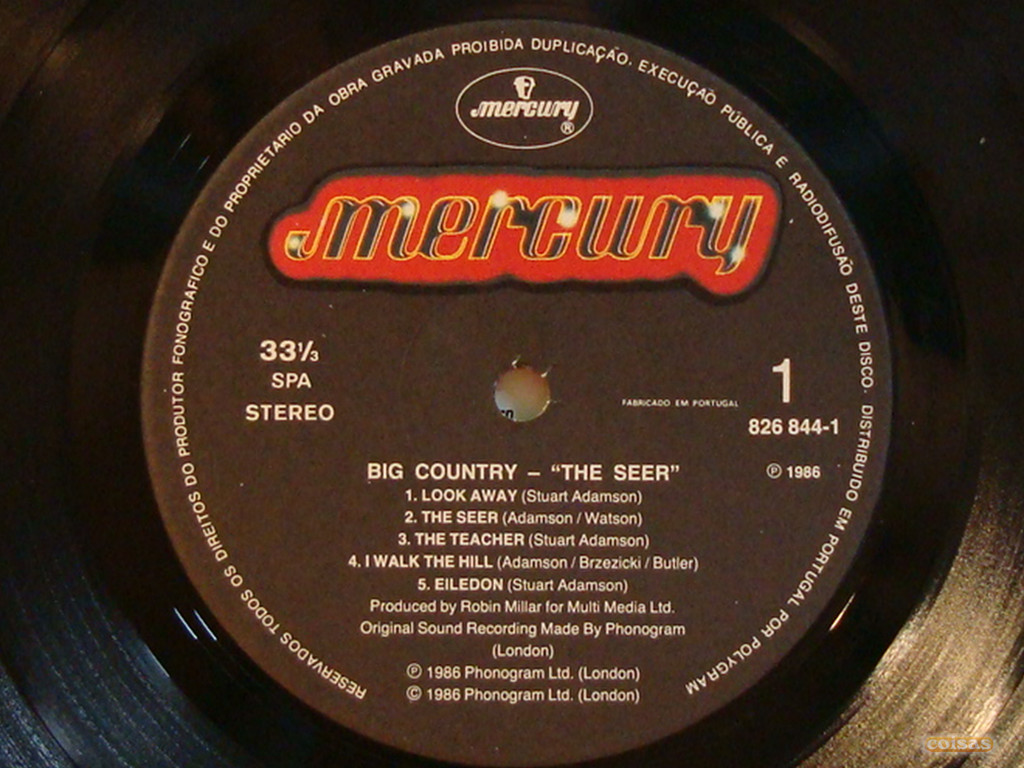 RESERVADOS TODOS OS DIREITOS DO PRODUTOR FONOGRAFICO E DO PROPRIETARIO DA OBRA GRAVADA PROIBIDA DUPLICAÇÃO, EXECUÇÃO PÚBLICA E RADIODIFUSÃO DESTE DISCO. DISTRIBUIDO EM PORTUGAL POR POLYGRAM
mercury ®
mercury
33⅓
SPA
STEREO
FABRICADO EM PORTUGAL
1
826 844-1
℗ 1986
BIG COUNTRY – “THE SEER”
1. LOOK AWAY (Stuart Adamson)
2. THE SEER (Adamson / Watson)
3. THE TEACHER (Stuart Adamson)
4. I WALK THE HILL (Adamson / Brzezicki / Butler)
5. EILEDON (Stuart Adamson)
Produced by Robin Millar for Multi Media Ltd.
Original Sound Recording Made By Phonogram
(London)
℗ 1986 Phonogram Ltd. (London)
© 1986 Phonogram Ltd. (London)
coisas